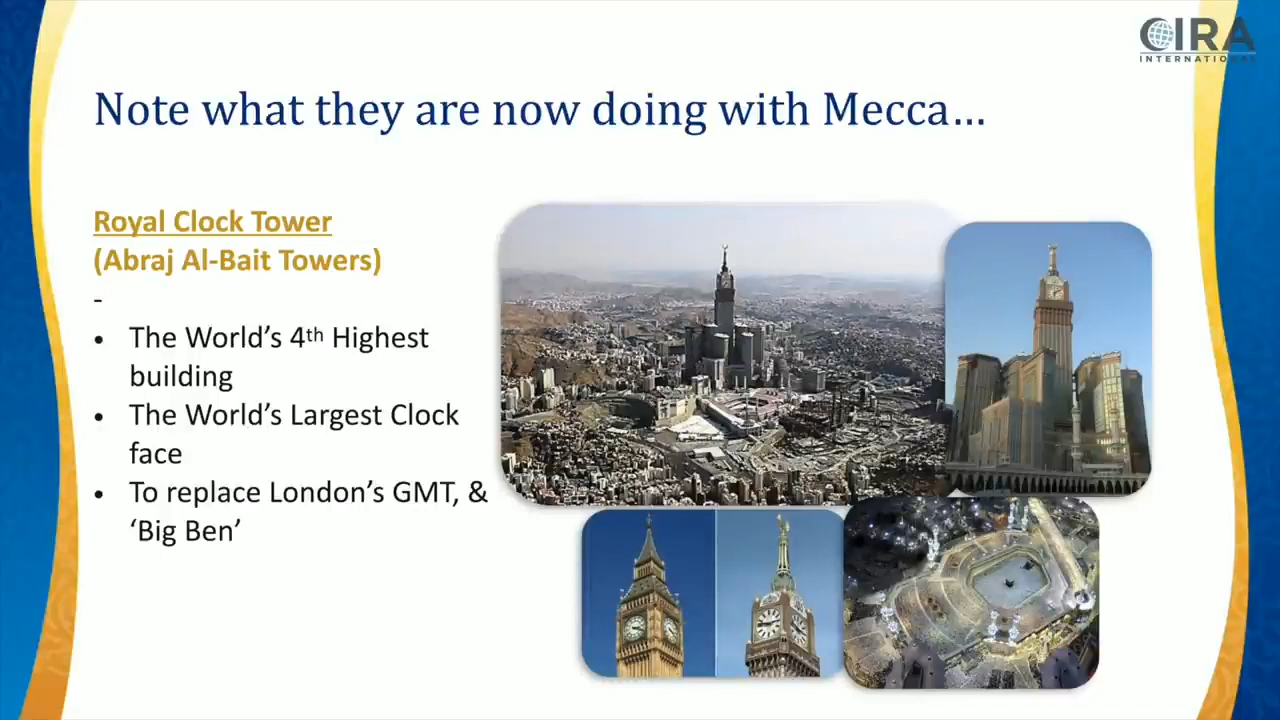 CIRA
INTERNATIONAL
Note what they are now doing with Mecca...
Royal Clock Tower
(Abraj Al-Bait Towers)
-
• The World’s 4th Highest
building
• The World’s Largest Clock
face
• To replace London’s GMT, &
‘Big Ben’